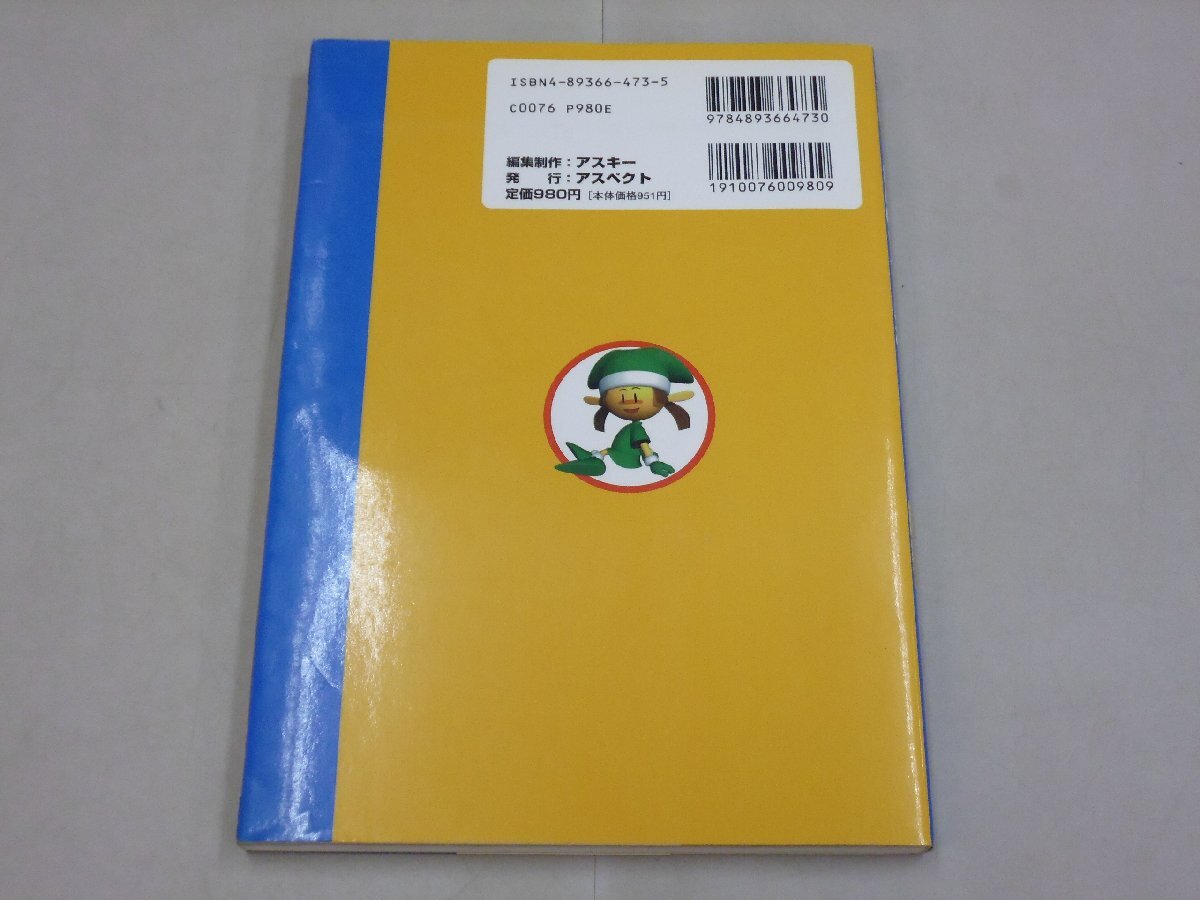 ISBN4-89366-473-5
C0076 P980E
9784893664730
編集制作：アスキー
発　　行：アスペクト
定価980円［本体価格951円］
1910076009809